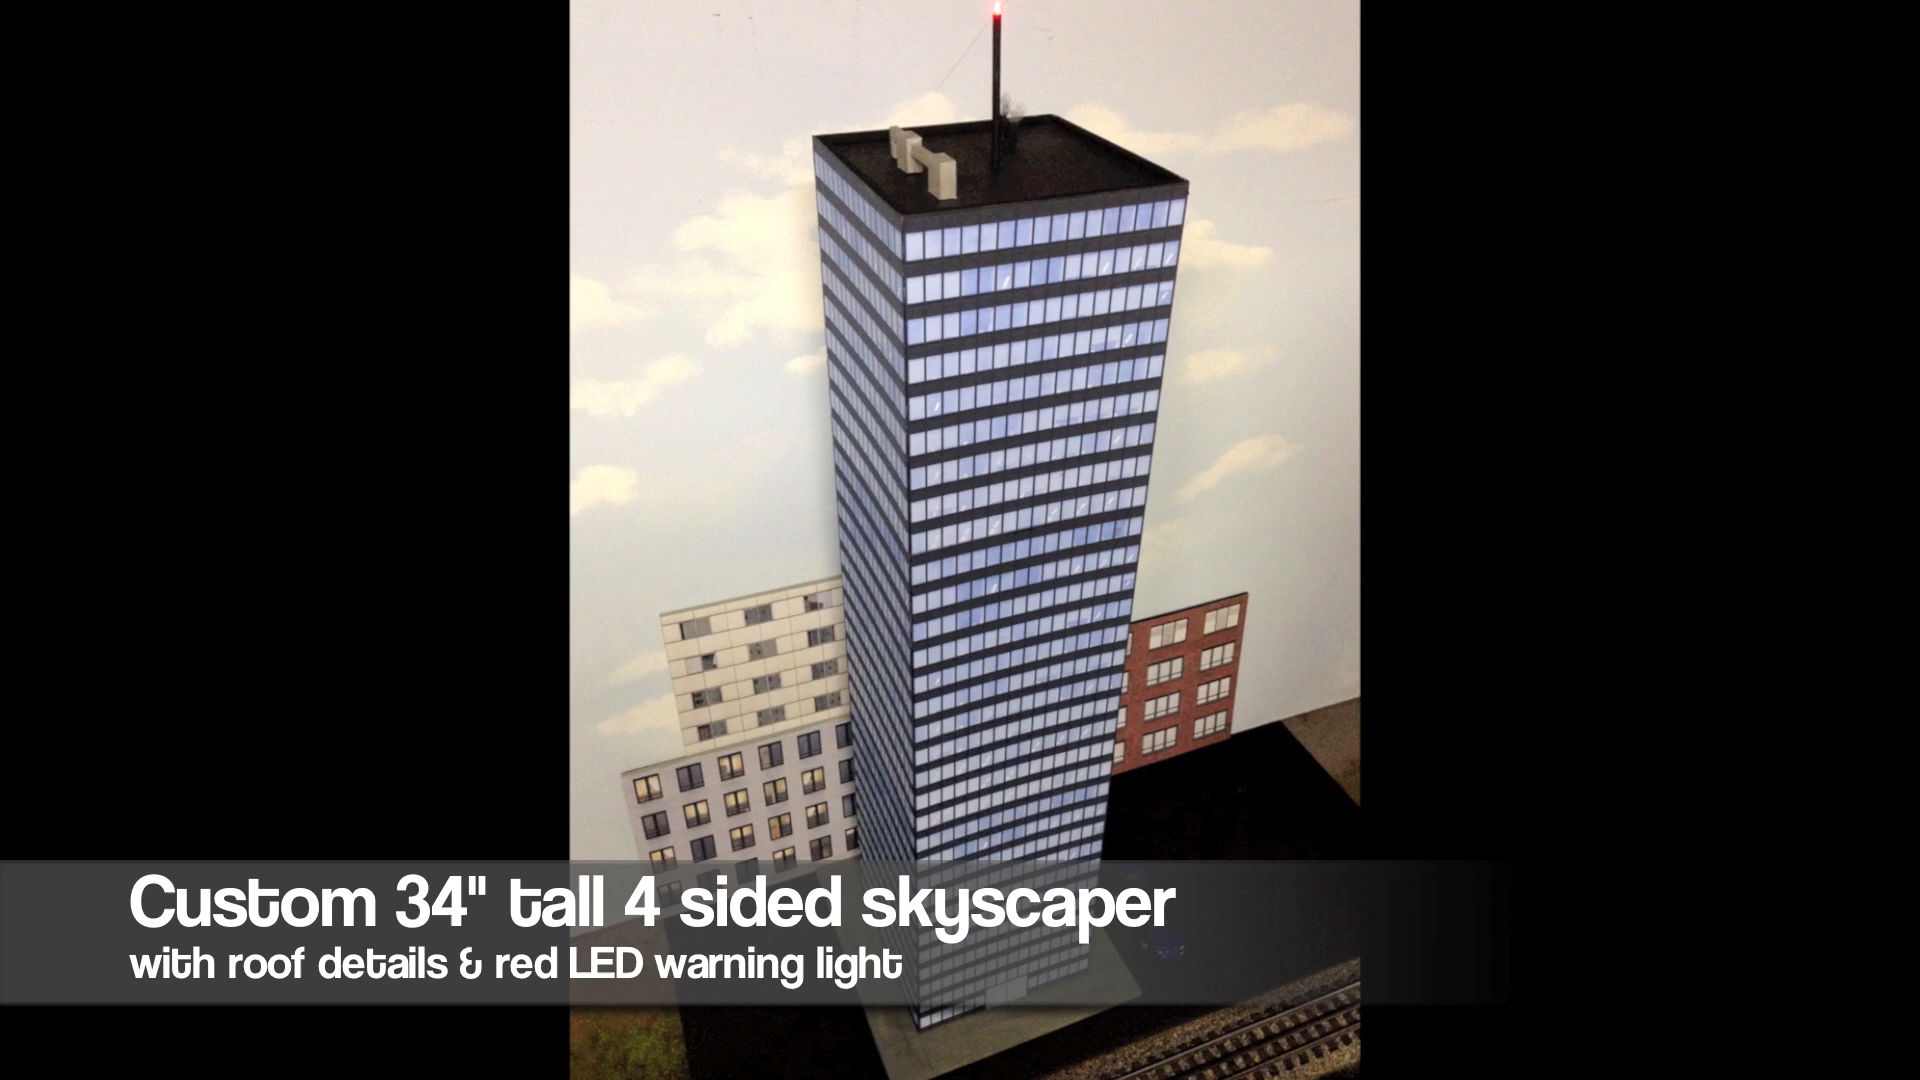 Custom 34" tall 4 sided skyscaper
with roof details & red LED warning light